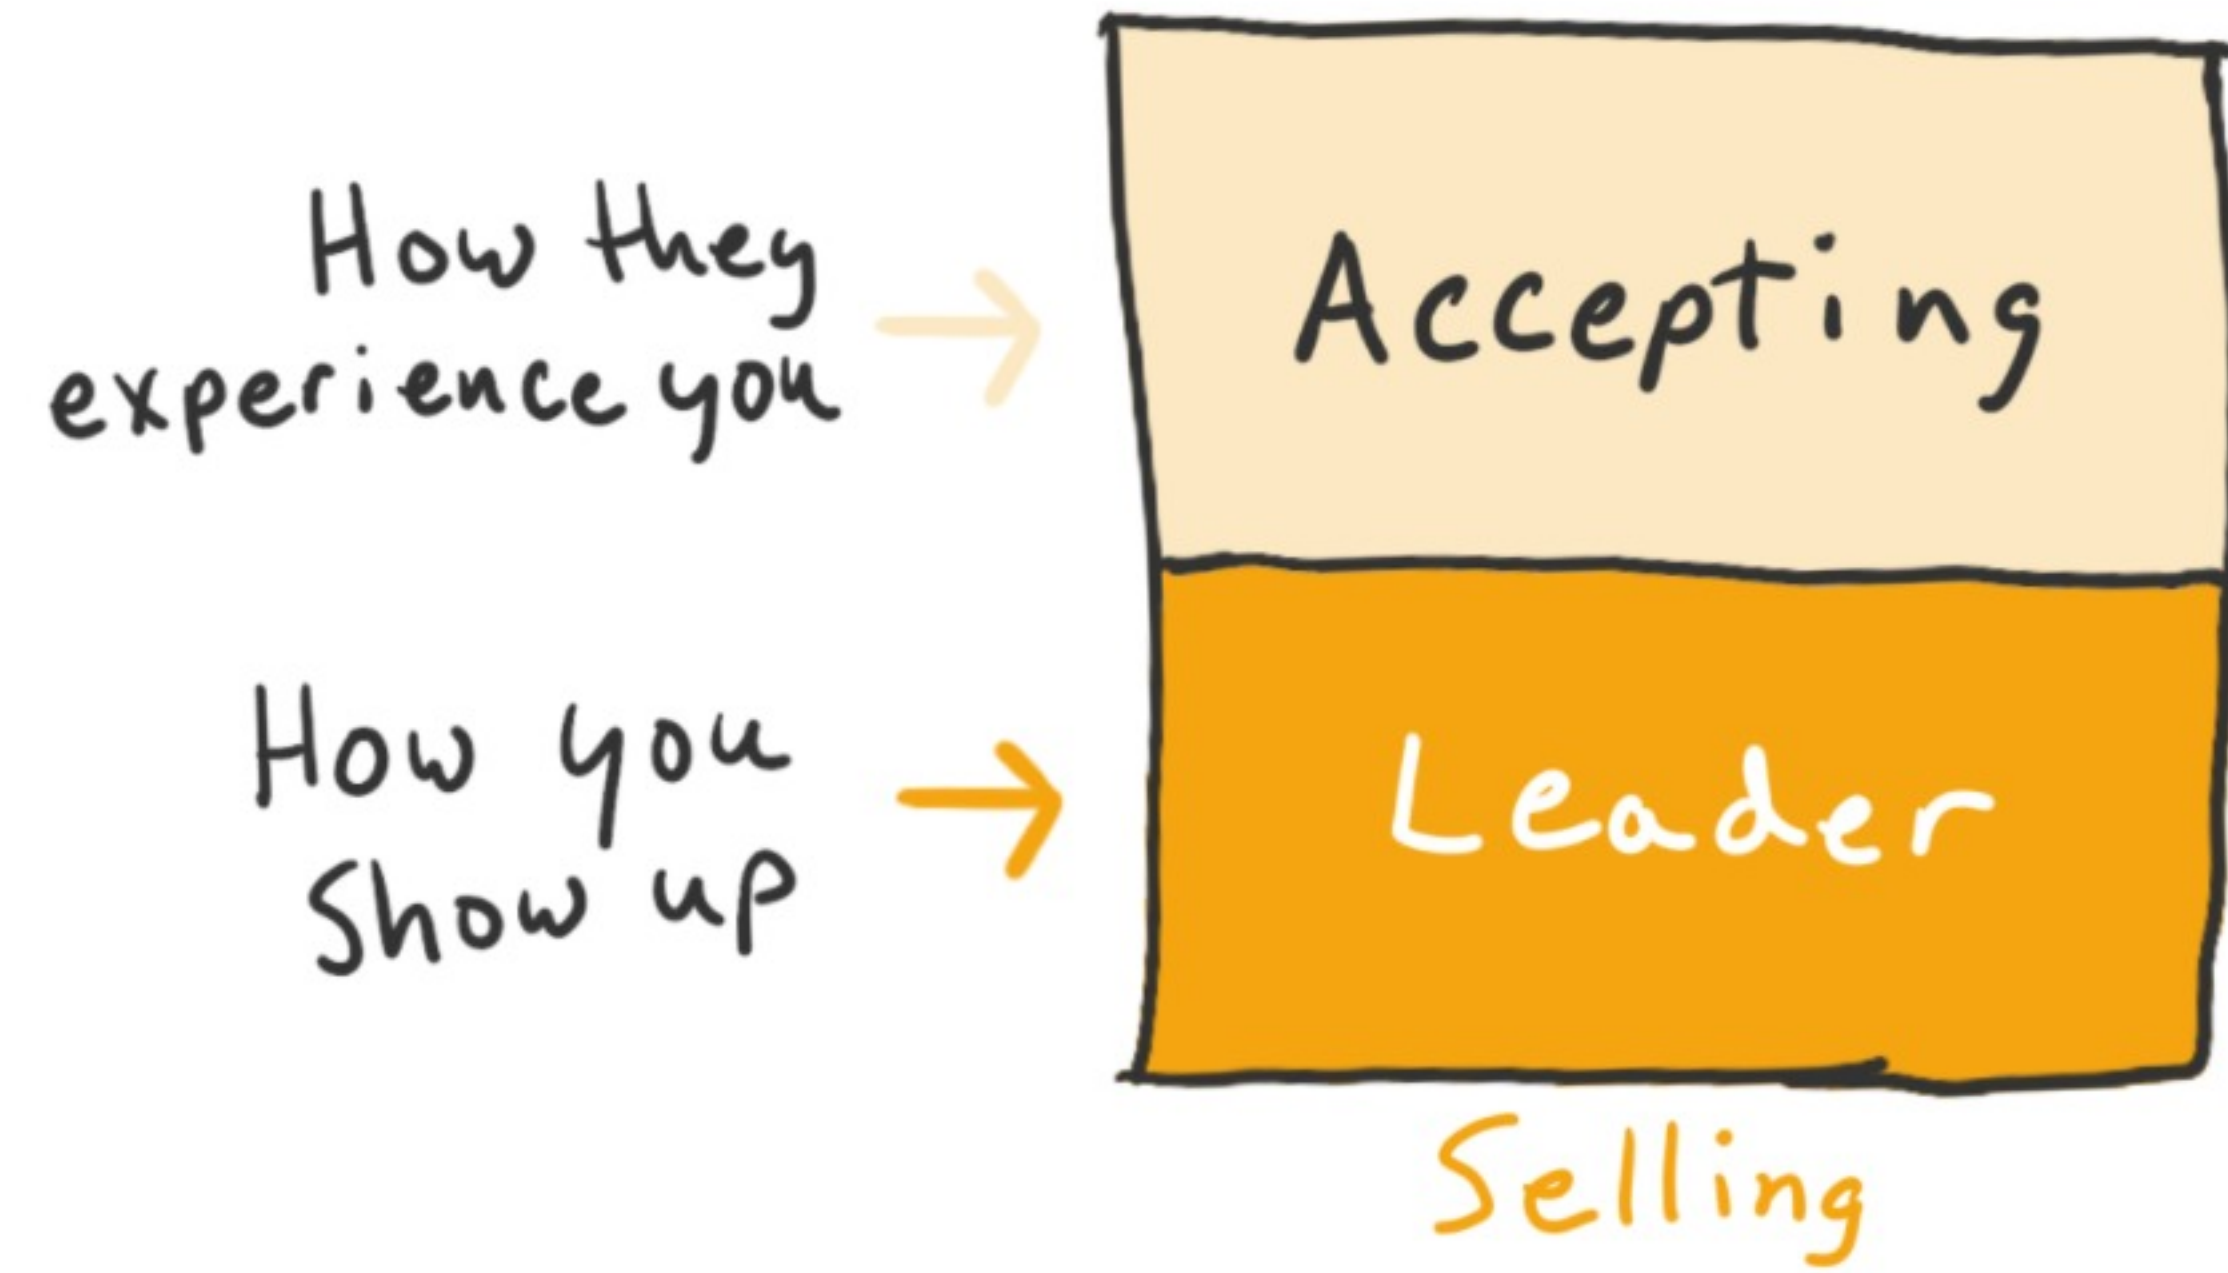 How they
experience you
Accepting
How you
Show up
Leader
Selling